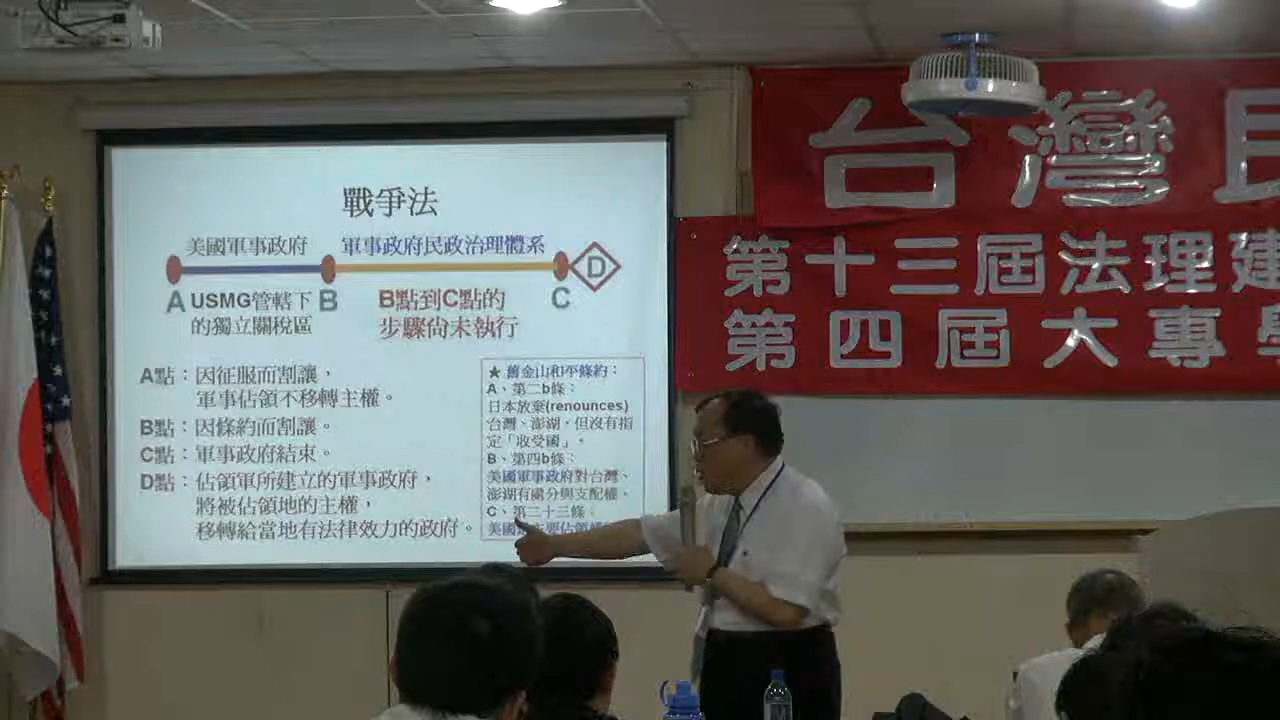 戰爭法
美國軍事政府 軍事政府民政治理體系
D
A USMG管轄下 B B點到C點的 C
的獨立關稅區 步驟尚未執行
A點：因征服而割讓，
軍事佔領不移轉主權。
B點：因條約而割讓。
C點：軍事政府結束。
D點：佔領軍所建立的軍事政府，
將被佔領地的主權，
移轉給當地有法律效力的政府。
★ 舊金山和平條約：
A、第二b條：
日本放棄(renounces)
台灣、澎湖，但沒有指
定「收受國」。
B、第四b條：
美國軍事政府對台灣、
澎湖有處分與支配權。
C、第二十三條：
主要佔領
台灣
第十三屆法理建
第四屆大專